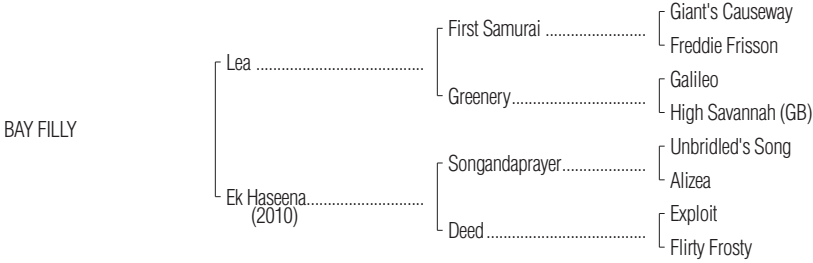 Giant's Causeway
First Samurai ........................
Freddie Frisson
Lea ........................................
Galileo
Greenery................................
High Savannah (GB)
BAY FILLY
Unbridled's Song
Songandaprayer....................
Alizea
Ek Haseena............................
(2010)
Exploit
Deed ......................................
Flirty Frosty